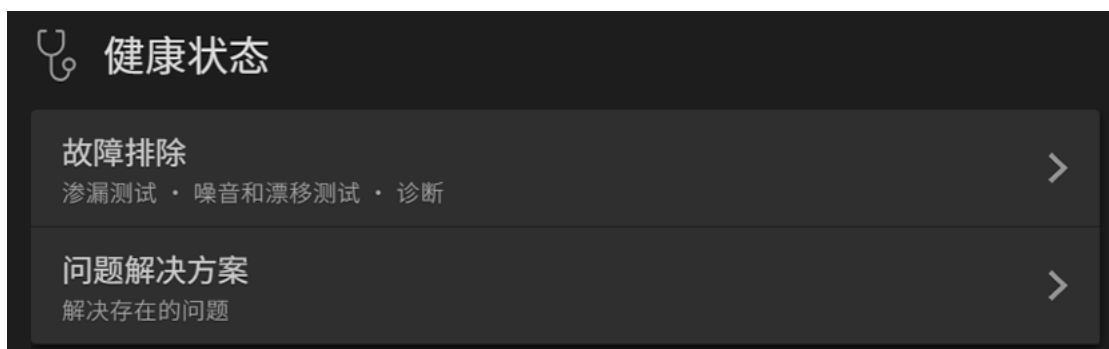 健康状态
故障排除
渗漏测试 · 噪音和漂移测试 · 诊断
问题解决方案
解决存在的问题